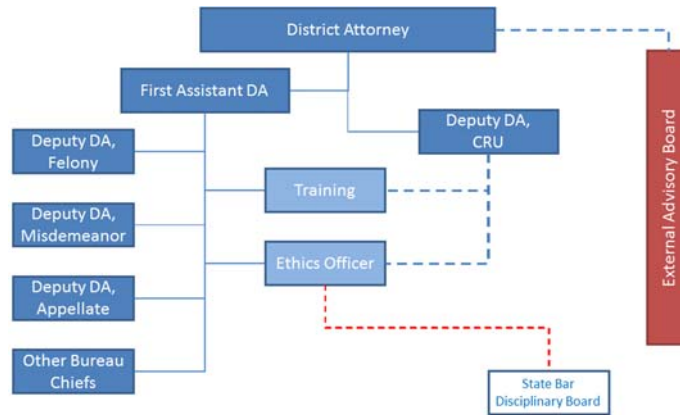 District Attorney
First Assistant DA
Deputy DA,
CRU
Deputy DA,
Felony
Training
Deputy DA,
Misdemeanor
Ethics Officer
Deputy DA,
Appellate
Other Bureau
Chiefs
State Bar
Disciplinary Board
External Advisory Board